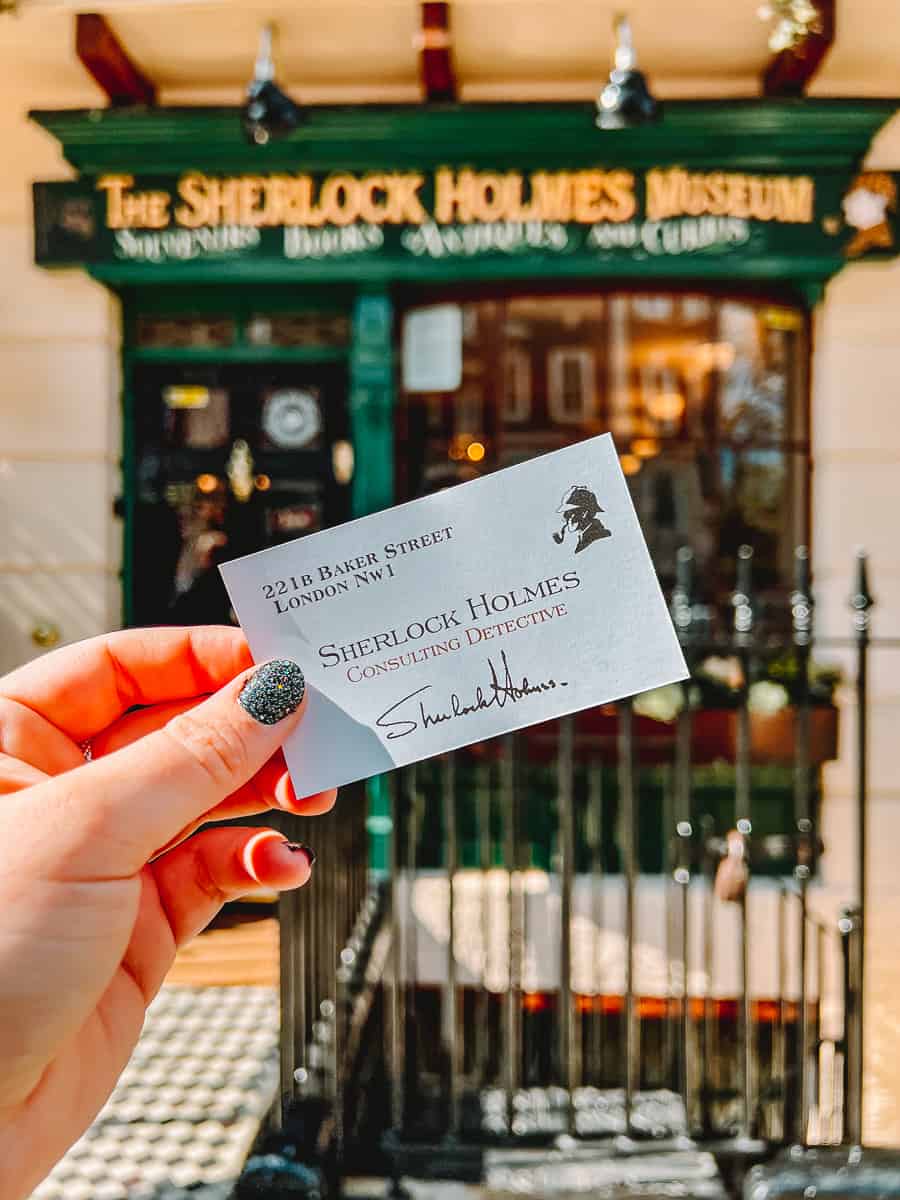 The Sherlock Holmes Museum
Souvenirs Books Antiques and Curios
221b Baker Street
London Nw1
Sherlock Holmes
Consulting Detective
Sherlock Holmes